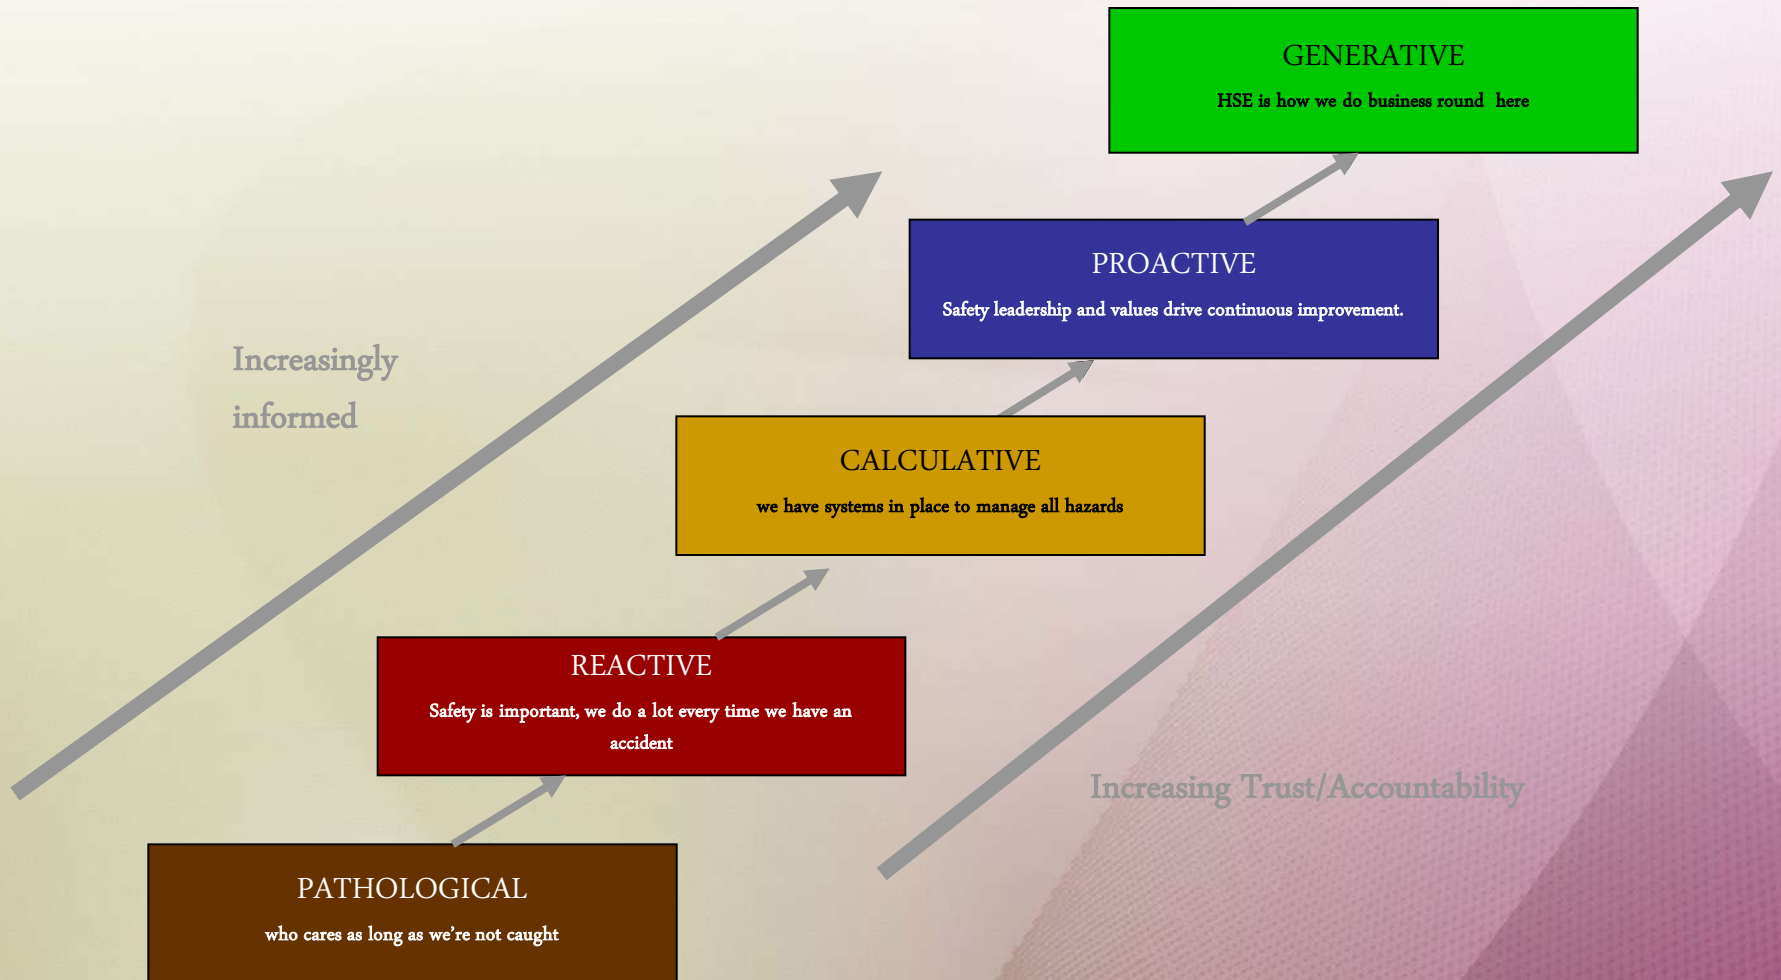 GENERATIVE
HSE is how we do business round  here
PROACTIVE
Safety leadership and values drive continuous improvement.
Increasingly
informed
CALCULATIVE
we have systems in place to manage all hazards
REACTIVE
Safety is important, we do a lot every time we have an
accident
Increasing Trust/Accountability
PATHOLOGICAL
who cares as long as we’re not caught